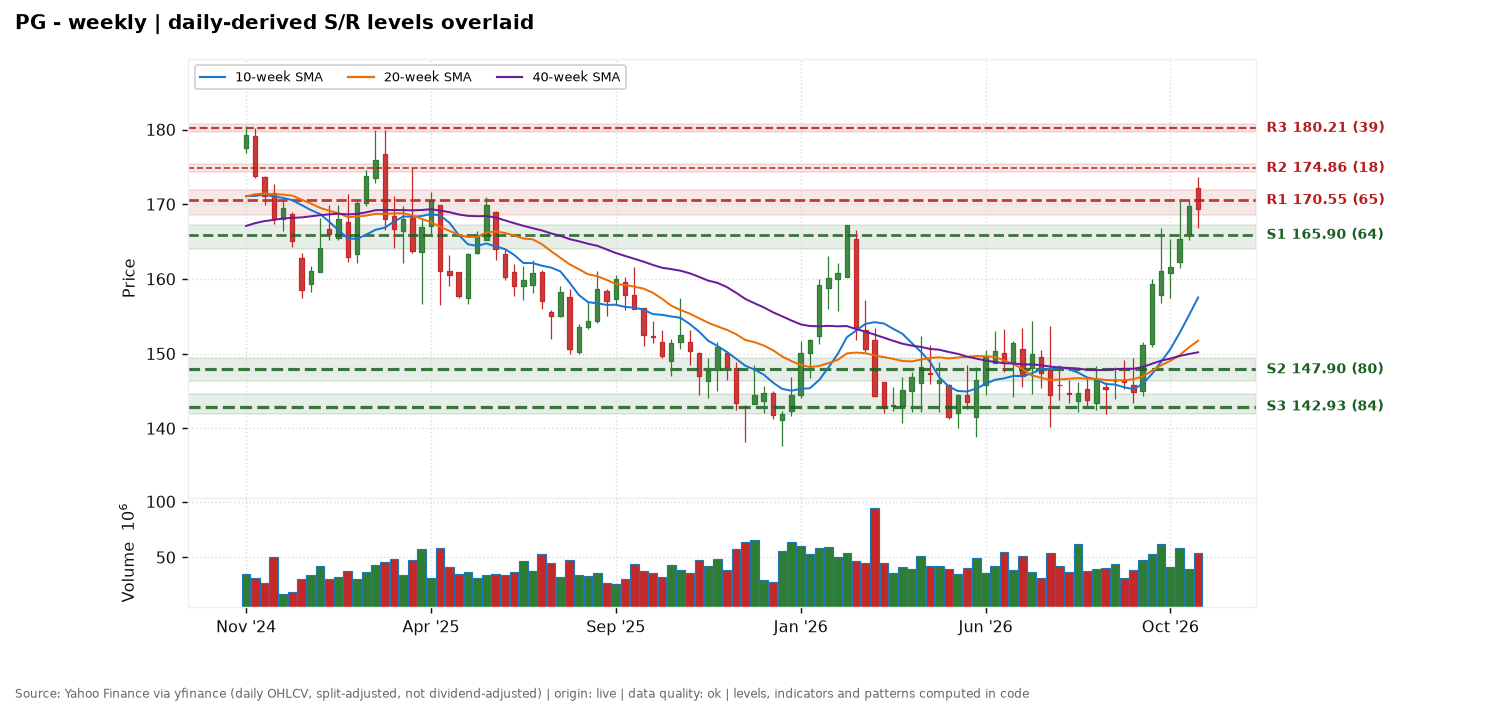 PG - weekly | daily-derived S/R levels overlaid
10-week SMA 20-week SMA 40-week SMA
Price
180
170
160
150
140
R3 180.21 (39)
R2 174.86 (18)
R1 170.55 (65)
S1 165.90 (64)
S2 147.90 (80)
S3 142.93 (84)
Volume 10⁶
100
50
Nov '24 Apr '25 Sep '25 Jan '26 Jun '26 Oct '26
Source: Yahoo Finance via yfinance (daily OHLCV, split-adjusted, not dividend-adjusted) | origin: live | data quality: ok | levels, indicators and patterns computed in code